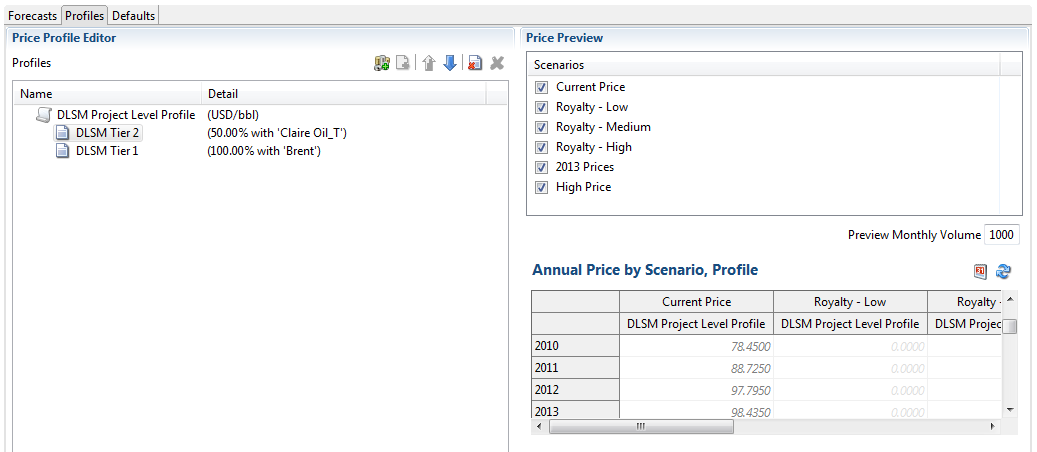 Forecasts Profiles Defaults
Price Profile Editor
Profiles
Name Detail
DLSM Project Level Profile (USD/bbl)
DLSM Tier 2 (50.00% with 'Claire Oil_T')
DLSM Tier 1 (100.00% with 'Brent')
Price Preview
Scenarios
Current Price
Royalty - Low
Royalty - Medium
Royalty - High
2013 Prices
High Price
Preview Monthly Volume 1000
Annual Price by Scenario, Profile
31
Current Price Royalty - Low Royalty -
DLSM Project Level Profile DLSM Project Level Profile DLSM Projec
2010 78.4500 0.0000
2011 88.7250 0.0000
2012 97.7950 0.0000
2013 98.4350 0.0000